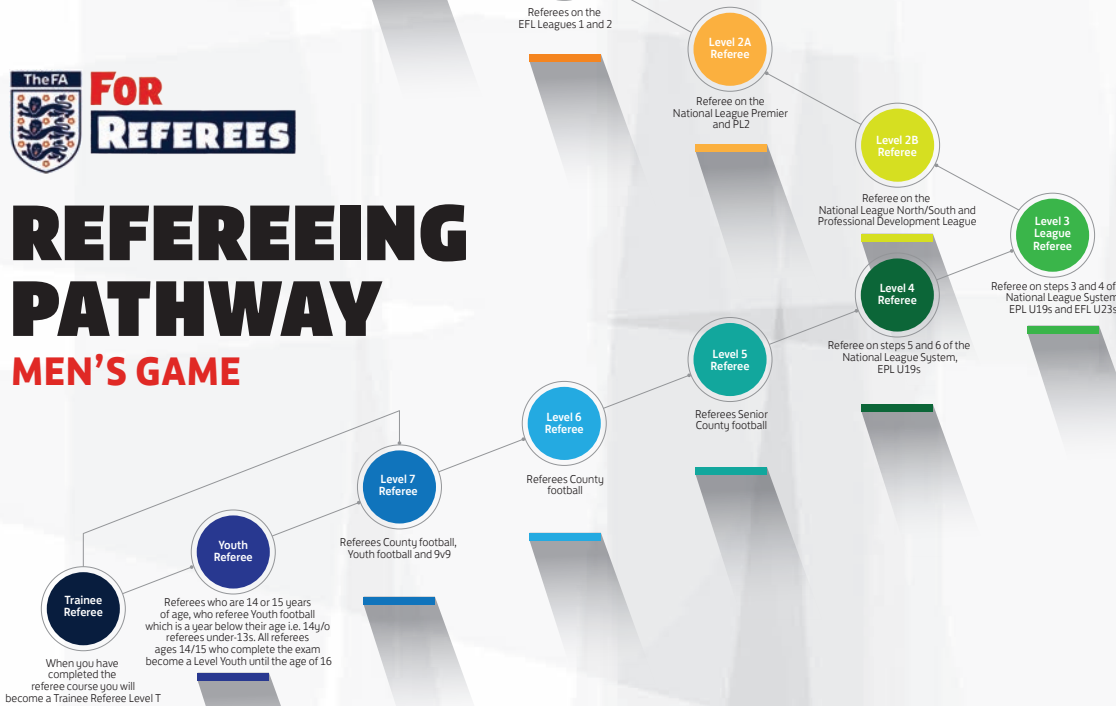 The FA
FOR
REFEREES
REFEREEING
PATHWAY
MEN'S GAME
Referees on the
EFL Leagues 1 and 2
Level 2A
Referee
Referee on the
National League Premier
and PL2
Level 2B
Referee
Referee on the
National League North/South and
Professional Development League
Level 3
League
Referee
Referee on steps 3 and 4 of
National League System
EPL U19s and EFL U23s
Level 4
Referee
Referee on steps 5 and 6 of the
National League System,
EPL U19s
Level 5
Referee
Referees Senior
County football
Level 6
Referee
Referees County
football
Level 7
Referee
Referees County football,
Youth football and 9v9
Youth
Referee
Referees who are 14 or 15 years
of age, who referee Youth football
which is a year below their age i.e. 14y/o
referees under-13s. All referees
ages 14/15 who complete the exam
become a Level Youth until the age of 16
Trainee
Referee
When you have
completed the
referee course you will
become a Trainee Referee Level T